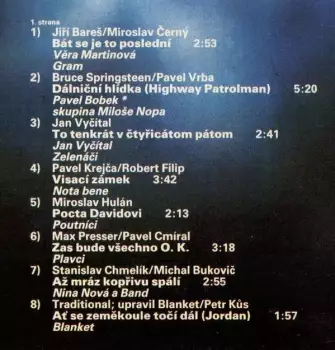 1. strana
1) Jiří Bareš/Miroslav Černý
Bát se je to poslední 2:53
Věra Martinová
Gram
2) Bruce Springsteen/Pavel Vrba
Dálniční hlídka (Highway Patrolman) 5:20
Pavel Bobek *
skupina Miloše Nopa
3) Jan Vyčítal
To tenkrát v čtyřicátom pátom 2:41
Jan Vyčítal
Zelenáči
4) Pavel Krejča/Robert Filip
Visací zámek 3:42
Nota bene
5) Miroslav Hulán
Pocta Davidovi 2:13
Poutníci
6) Max Presser/Pavel Cmíral
Zas bude všechno O. K. 3:18
Plavci
7) Stanislav Chmelík/Michal Bukovič
Až mráz kopřivu spálí 2:55
Nina Nová a Band
8) Traditional; upravil Blanket/Petr Kůs
Ať se zeměkoule točí dál (Jordan) 1:57
Blanket